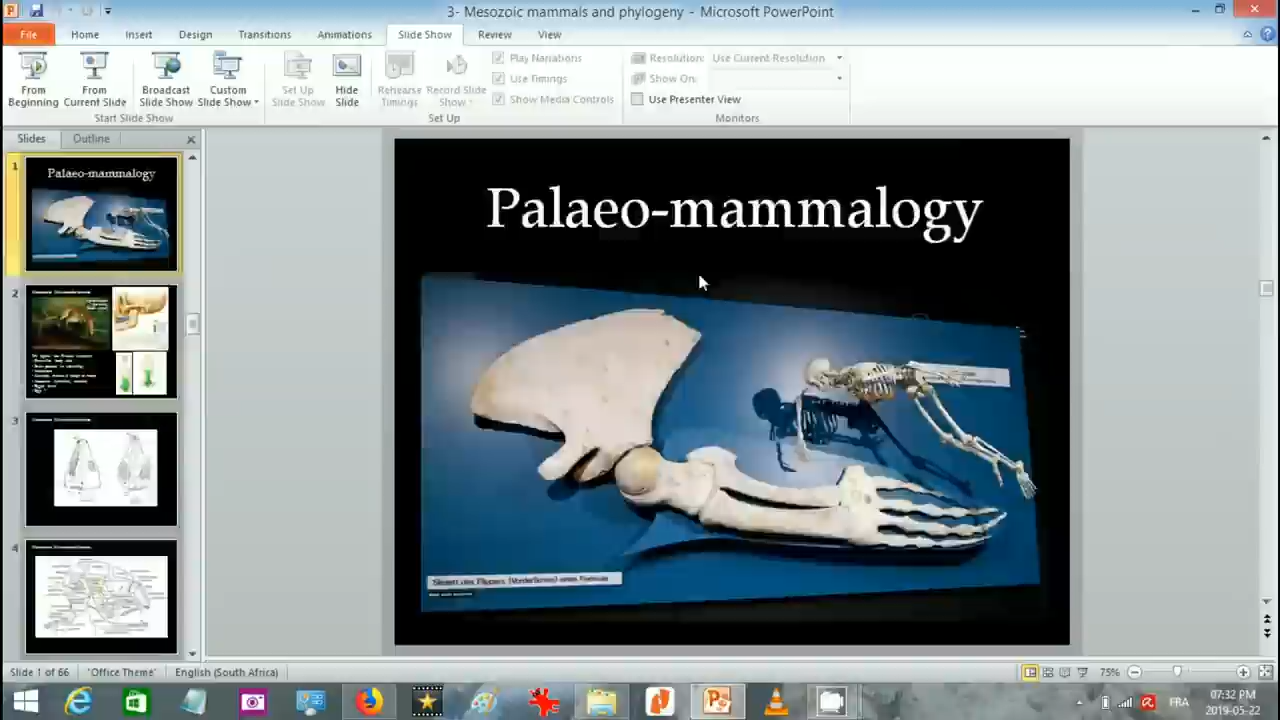 3- Mesozoic mammals and phylogeny - Microsoft PowerPoint
File Home Insert Design Transitions Animations Slide Show Review View
From Beginning
From Current Slide
Broadcast Slide Show
Custom Slide Show
Start Slide Show
Set Up Slide Show
Hide Slide
Rehearse Timings
Record Slide Show
Play Narrations
Use Timings
Show Media Controls
Set Up
Resolution: Use Current Resolution
Show On:
Use Presenter View
Monitors
Slides Outline
1
Palaeo-mammalogy
2
3
4
Palaeo-mammalogy
Slide 1 of 66 "Office Theme" English (South Africa) 75%
FRA 07:32 PM
2019-05-22